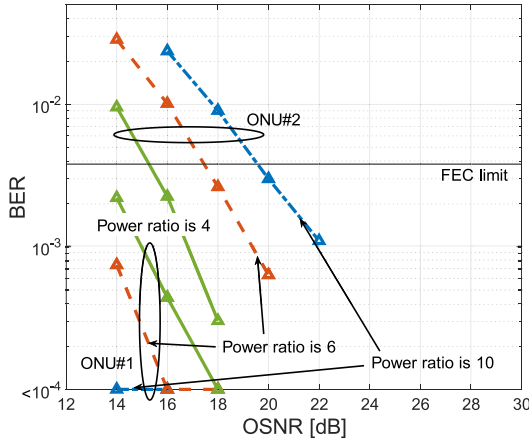 10⁻²
10⁻³
<10⁻⁴
BER
ONU#2
FEC limit
Power ratio is 4
Power ratio is 6
ONU#1
Power ratio is 10
12 14 16 18 20 22 24 26 28 30
OSNR [dB]